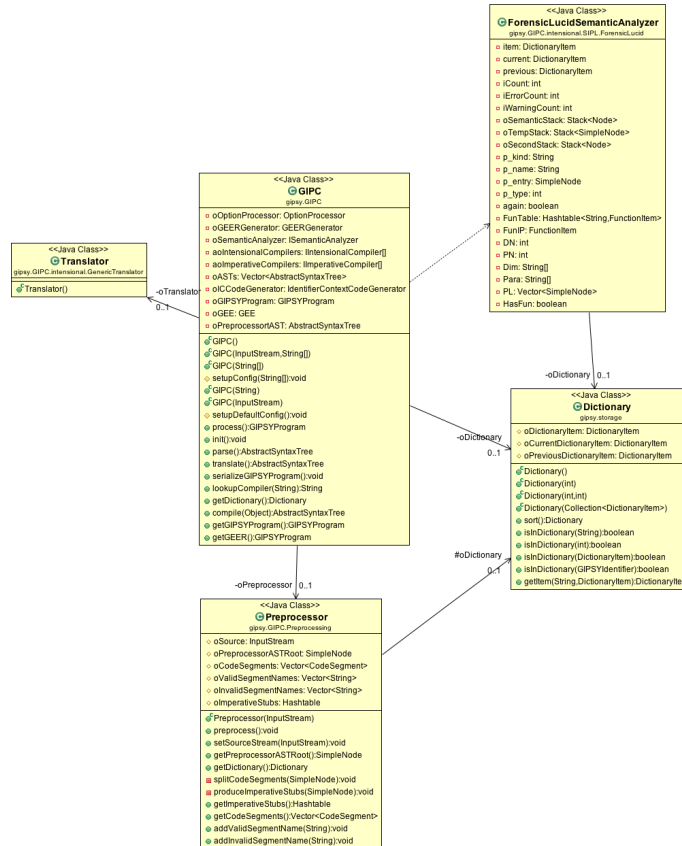 <<Java Class>>
ForensicLucidSemanticAnalyzer
gipsy.GIPC.intensional.SIPL.ForensicLucid
item: DictionaryItem
current: DictionaryItem
previous: DictionaryItem
iCount: int
iErrorCount: int
iWarningCount: int
oSemanticStack: Stack<Node>
oTempStack: Stack<SimpleNode>
oSecondStack: Stack<Node>
p_kind: String
p_name: String
p_entry: SimpleNode
p_type: int
again: boolean
FunTable: Hashtable<String,FunctionItem>
FunIP: FunctionItem
DN: int
PN: int
Dim: String[]
Para: String[]
PL: Vector<SimpleNode>
HasFun: boolean
<<Java Class>>
GIPC
gipsy.GIPC
oOptionProcessor: OptionProcessor
oGEERGenerator: GEERGenerator
oSemanticAnalyzer: ISemanticAnalyzer
aoIntensionalCompilers: IIntensionalCompiler[]
aoImperativeCompilers: IImperativeCompiler[]
oASTs: Vector<AbstractSyntaxTree>
oICCodeGenerator: IdentifierContextCodeGenerator
oGIPSYProgram: GIPSYProgram
oGEE: GEE
oPreprocessorAST: AbstractSyntaxTree
GIPC()
GIPC(InputStream,String[])
GIPC(String[])
setupConfig(String[]):void
GIPC(String)
GIPC(InputStream)
setupDefaultConfig():void
process():GIPSYProgram
init():void
parse():AbstractSyntaxTree
translate():AbstractSyntaxTree
serializeGIPSYProgram():void
lookupCompiler(String):String
getDictionary():Dictionary
compile(Object):AbstractSyntaxTree
getGIPSYProgram():GIPSYProgram
getGEER():GIPSYProgram
<<Java Class>>
Translator
gipsy.GIPC.intensional.GenericTranslator
Translator()
-oTranslator
0..1
-oDictionary 0..1
<<Java Class>>
Dictionary
gipsy.storage
oDictionaryItem: DictionaryItem
oCurrentDictionaryItem: DictionaryItem
oPreviousDictionaryItem: DictionaryItem
Dictionary()
Dictionary(int)
Dictionary(int,int)
Dictionary(Collection<DictionaryItem>)
sort():Dictionary
isInDictionary(String):boolean
isInDictionary(int):boolean
isInDictionary(DictionaryItem):boolean
isInDictionary(GIPSYIdentifier):boolean
getItem(String,DictionaryItem):DictionaryIte
-oDictionary
0..1
#oDictionary
0..1
-oPreprocessor 0..1
<<Java Class>>
Preprocessor
gipsy.GIPC.Preprocessing
oSource: InputStream
oPreprocessorASTRoot: SimpleNode
oCodeSegments: Vector<CodeSegment>
oValidSegmentNames: Vector<String>
oInvalidSegmentNames: Vector<String>
oImperativeStubs: Hashtable
Preprocessor(InputStream)
preprocess():void
setSourceStream(InputStream):void
getPreprocessorASTRoot():SimpleNode
getDictionary():Dictionary
splitCodeSegments(SimpleNode):void
produceImperativeStubs(SimpleNode):void
getImperativeStubs():Hashtable
getCodeSegments():Vector<CodeSegment>
addValidSegmentName(String):void
addInvalidSegmentName(String):void